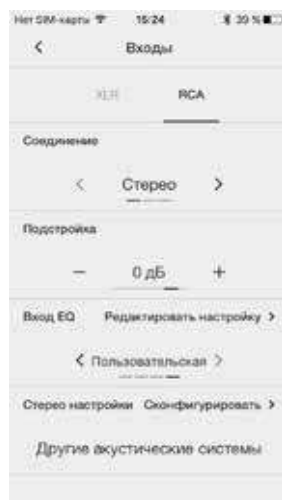 Нет SIM-карты 15:24 39 %
Входы
XLR RCA
Соединение
Стерео
Подстройка
— 0 дБ +
Вход EQ Редактировать настройку >
< Пользовательская >
Стерео настройки Сконфигурировать >
Другие акустические системы